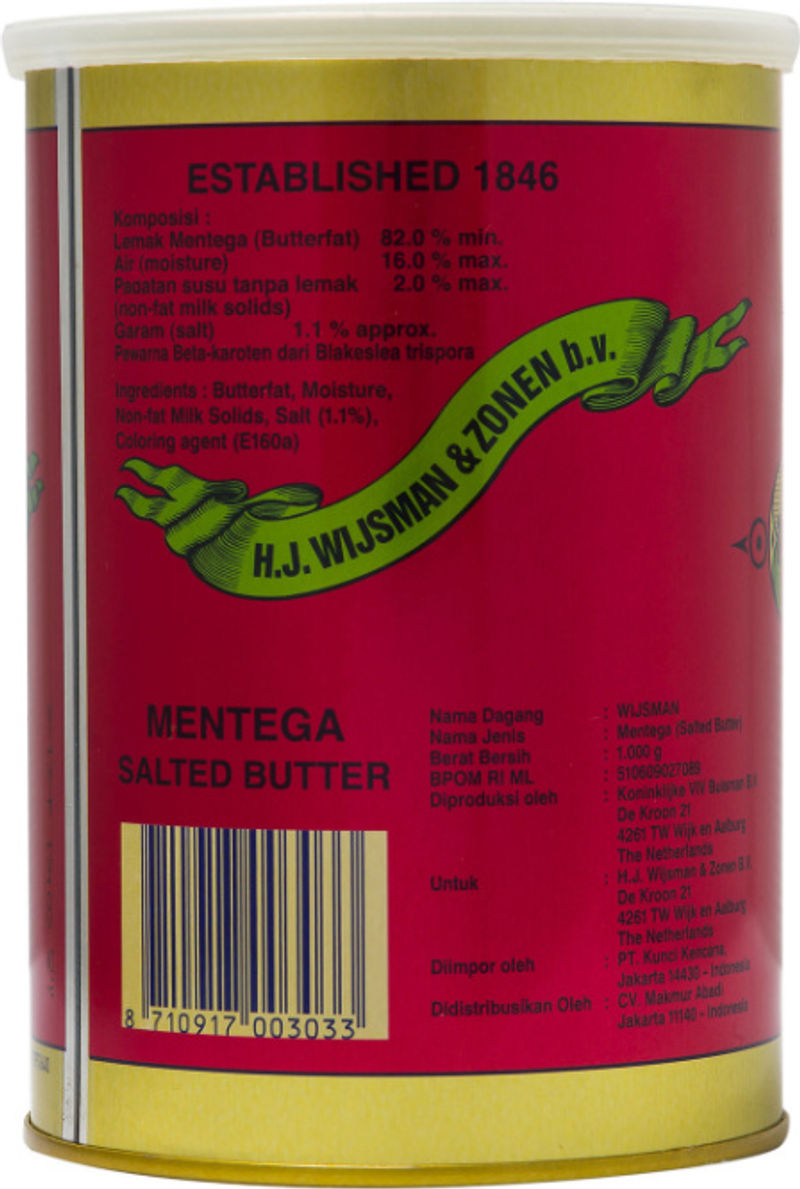 ESTABLISHED 1846
Komposisi :
Lemak Mentega (Butterfat) 82.0 % min.
Air (moisture) 16.0 % max.
Paoatan susu tanpa lemak 2.0 % max.
(non-fat milk solids)
Garam (salt) 1.1 % approx.
Pewarna Beta-karoten dari Blakeslea trispora
Ingredients : Butterfat, Moisture,
Non-fat Milk Solids, Salt (1.1%),
Coloring agent (E160a)
H.J. WIJSMAN & ZONEN b.v.
MENTEGA
SALTED BUTTER
Nama Dagang : WIJSMAN
Nama Jenis : Mentega (Salted Butter)
Berat Bersih : 1.000 g
BPOM RI ML : 510609027089
Diproduksi oleh : Koninklijke VIV Buisman B.V.
De Kroon 21
4261 TW Wijk en Aalburg
The Netherlands
Untuk : H.J. Wijsman & Zonen B.V.
De Kroon 21
4261 TW Wijk en Aalburg
The Netherlands
Diimpor oleh : PT. Kunci Kencana,
Jakarta 14430 - Indonesia
Didistribusikan Oleh : CV. Makmur Abadi
Jakarta 11140 - Indonesia
8 710917 003033